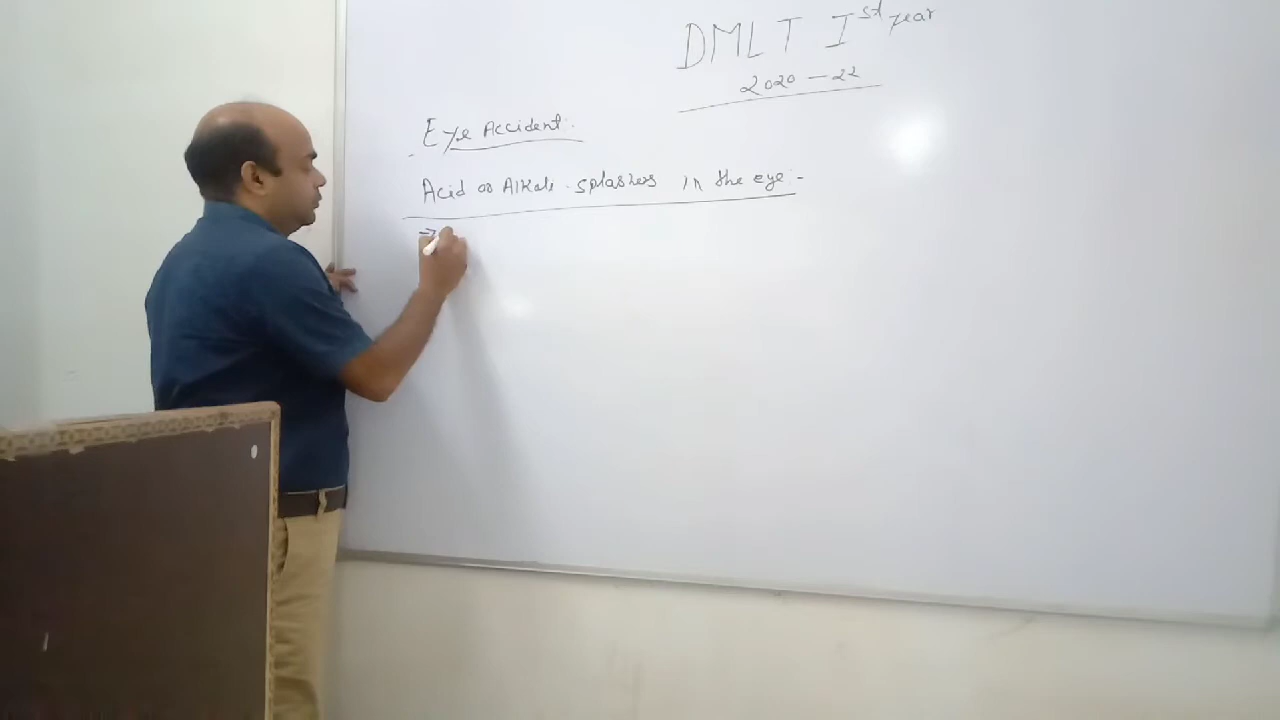 DMLT Ist year
2020-22
Eye Accident:
Acid or Alkali splashes in the eye:-
→